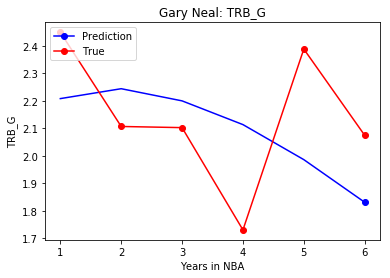 Gary Neal: TRB_G
Prediction
True
2.4
2.3
2.2
2.1
2.0
1.9
1.8
1.7
TRB_G
1 2 3 4 5 6
Years in NBA